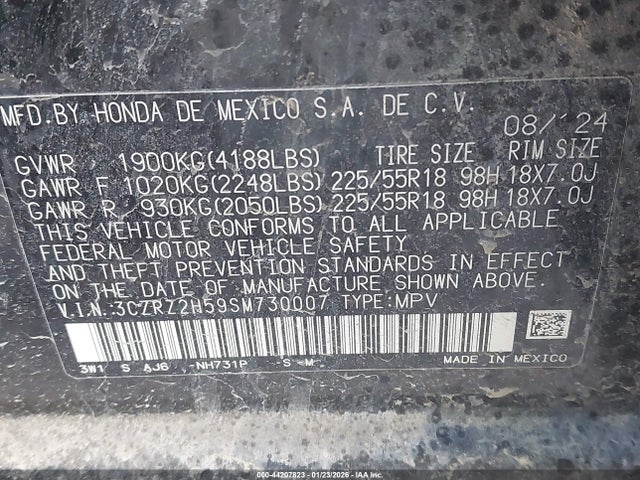 MFD.BY HONDA DE MEXICO S.A. DE C.V. 08/'24
GVWR 1900KG(4188LBS) TIRE SIZE RIM SIZE
GAWR F 1020KG(2248LBS) 225/55R18 98H 18X7.0J
GAWR R 930KG(2050LBS) 225/55R18 98H 18X7.0J
THIS VEHICLE CONFORMS TO ALL APPLICABLE
FEDERAL MOTOR VEHICLE SAFETY
AND THEFT PREVENTION STANDARDS IN EFFECT
ON THE DATE OF MANUFACTURE SHOWN ABOVE.
V.I.N. 3CZRZ2H59SM730007 TYPE:MPV
3W1 S AJ6 NH731P -S -M MADE IN MEXICO
000-44207823 - 01/23/2026 - IAA Inc.